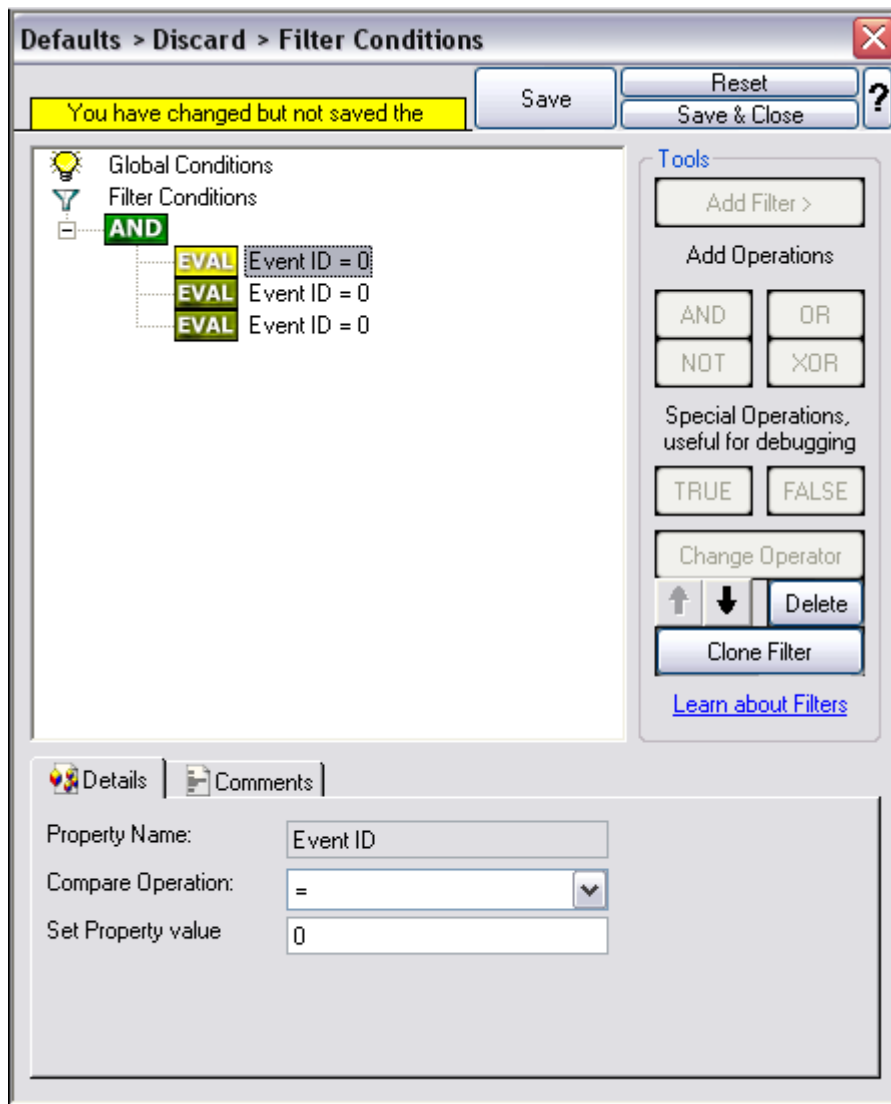 Defaults > Discard > Filter Conditions
You have changed but not saved the
Save
Reset
Save & Close
?
Global Conditions
Filter Conditions
AND
EVAL Event ID = 0
EVAL Event ID = 0
EVAL Event ID = 0
Tools
Add Filter >
Add Operations
AND OR
NOT XOR
Special Operations,
useful for debugging
TRUE FALSE
Change Operator
Delete
Clone Filter
Learn about Filters
Details Comments
Property Name: Event ID
Compare Operation: =
Set Property value 0